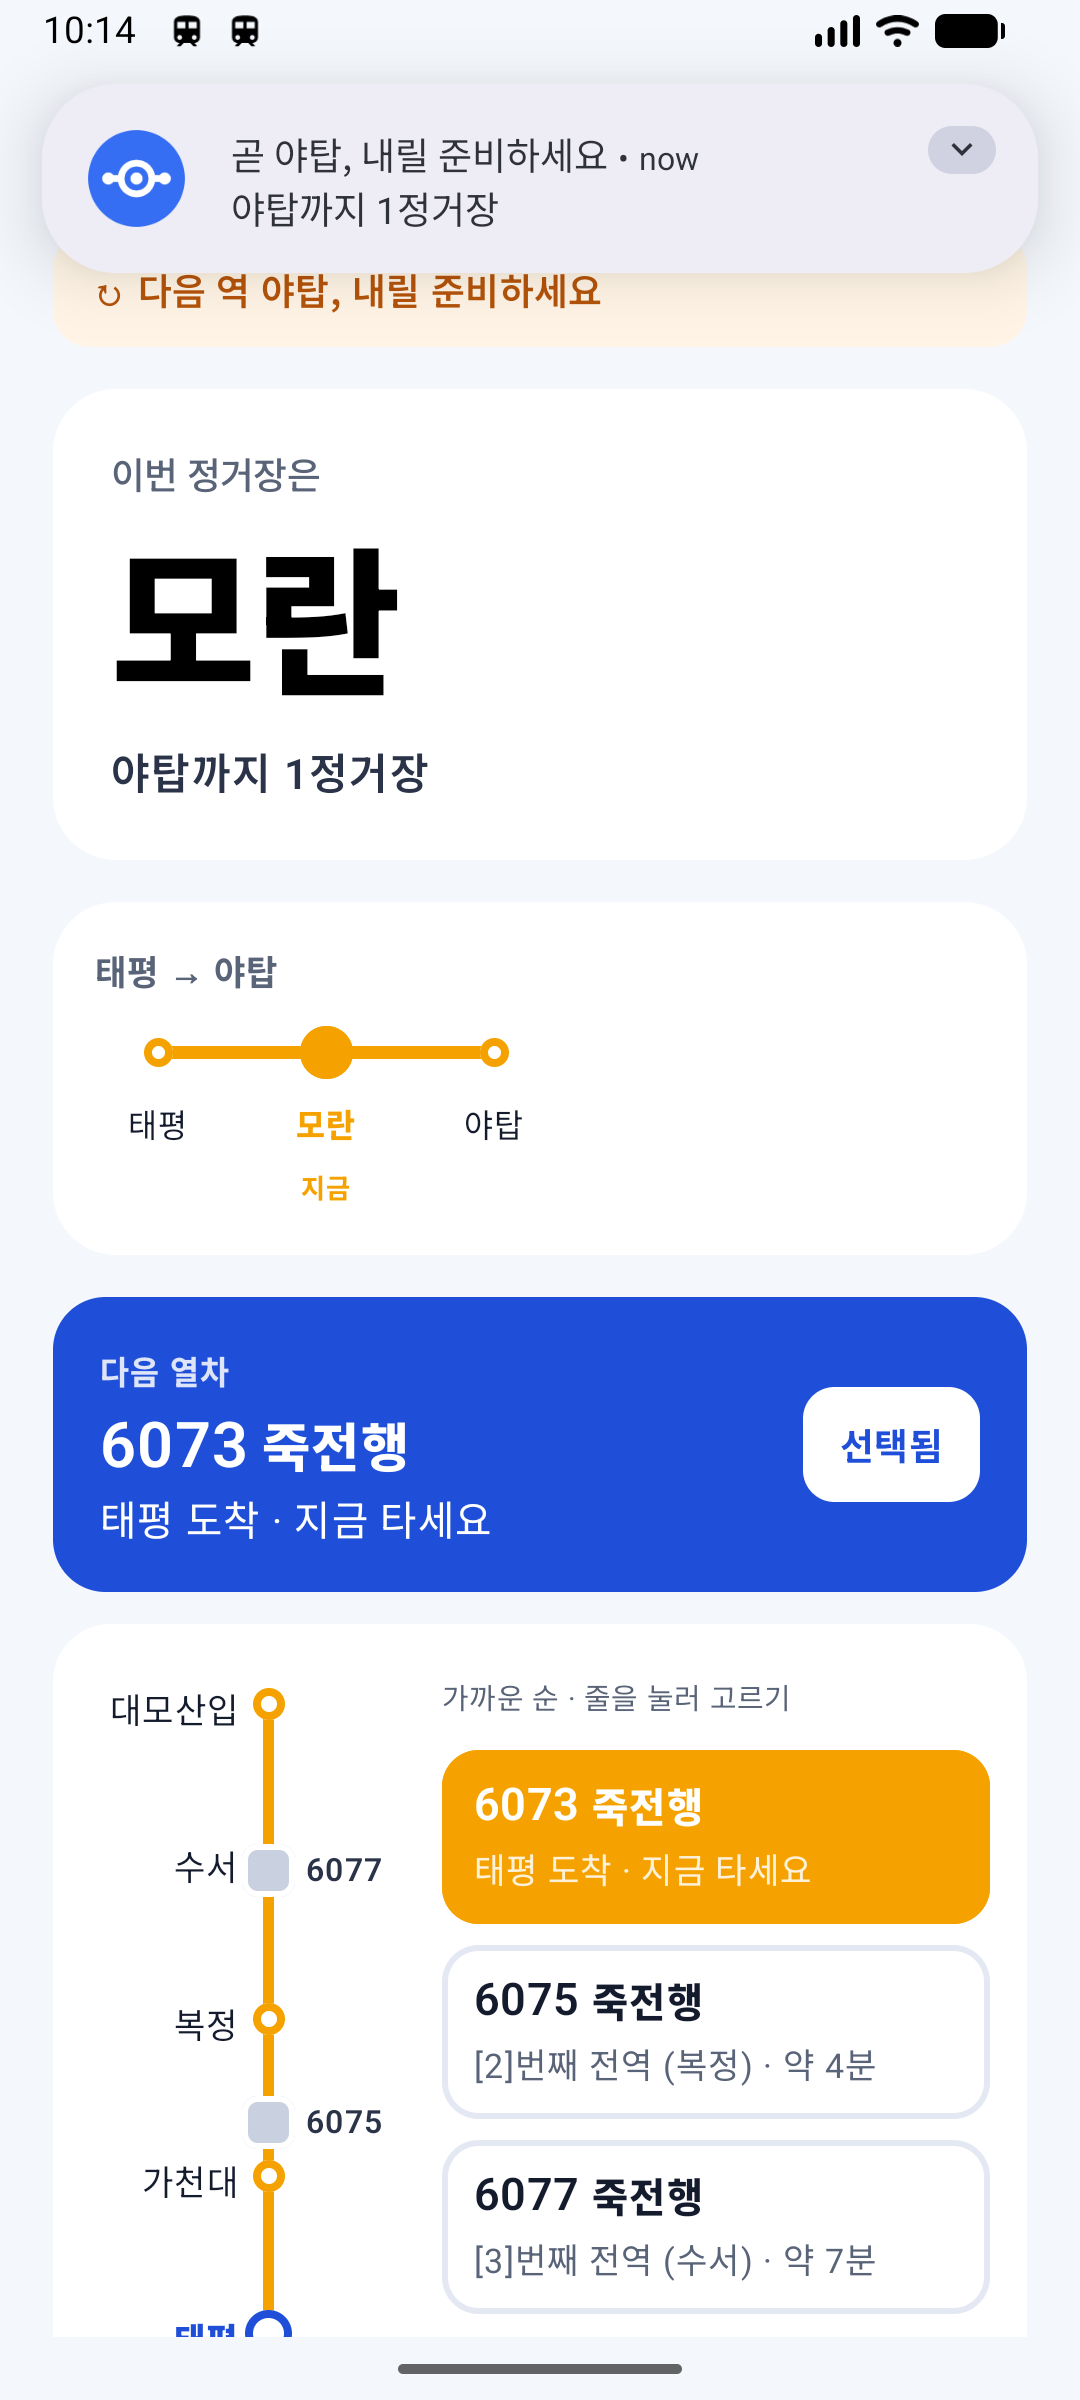 10:14
곧 야탑, 내릴 준비하세요 • now
야탑까지 1정거장
↻ 다음 역 야탑, 내릴 준비하세요
이번 정거장은
모란
야탑까지 1정거장
태평 → 야탑
태평
모란
야탑
지금
다음 열차
6073 죽전행
태평 도착 · 지금 타세요
선택됨
가까운 순 · 줄을 눌러 고르기
대모산입
수서
6077
복정
6075
가천대
태평
6073 죽전행
태평 도착 · 지금 타세요
6075 죽전행
[2]번째 전역 (복정) · 약 4분
6077 죽전행
[3]번째 전역 (수서) · 약 7분